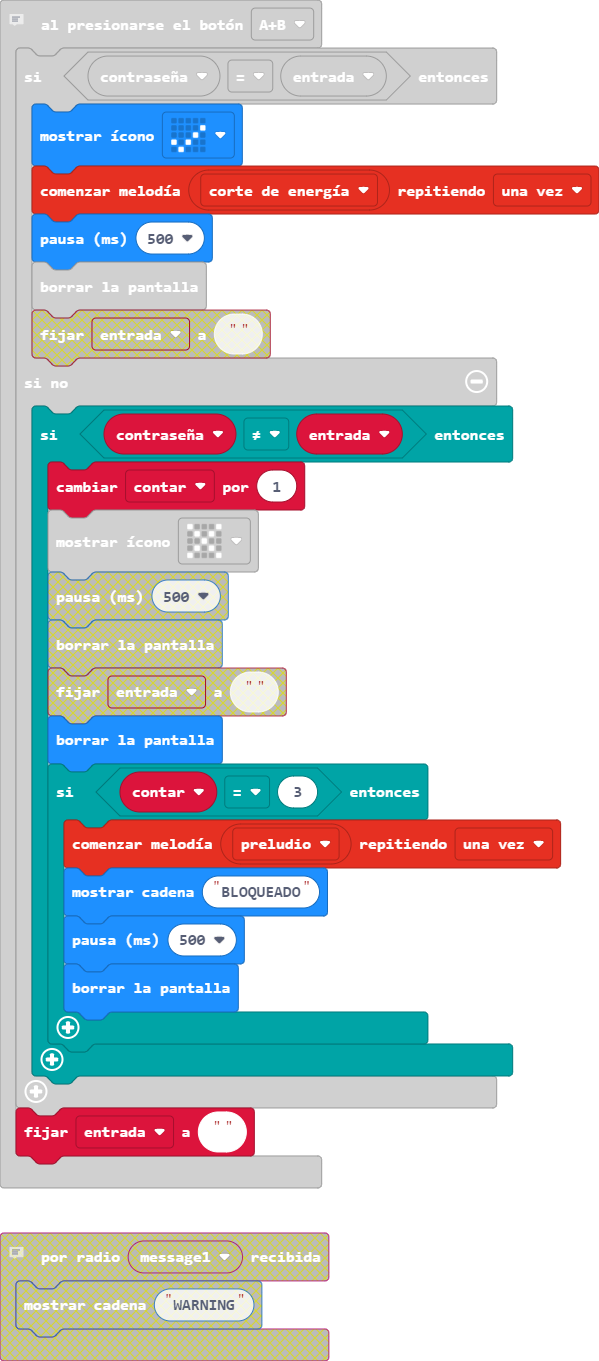 al presionarse el botón A+B
si contraseña = entrada entonces
mostrar ícono
comenzar melodía corte de energía repitiendo una vez
pausa (ms) 500
borrar la pantalla
fijar entrada a " "
si no
si contraseña ≠ entrada entonces
cambiar contar por 1
mostrar ícono
pausa (ms) 500
borrar la pantalla
fijar entrada a " "
borrar la pantalla
si contar = 3 entonces
comenzar melodía preludio repitiendo una vez
mostrar cadena "BLOQUEADO"
pausa (ms) 500
borrar la pantalla
fijar entrada a " "
por radio message1 recibida
mostrar cadena "WARNING"